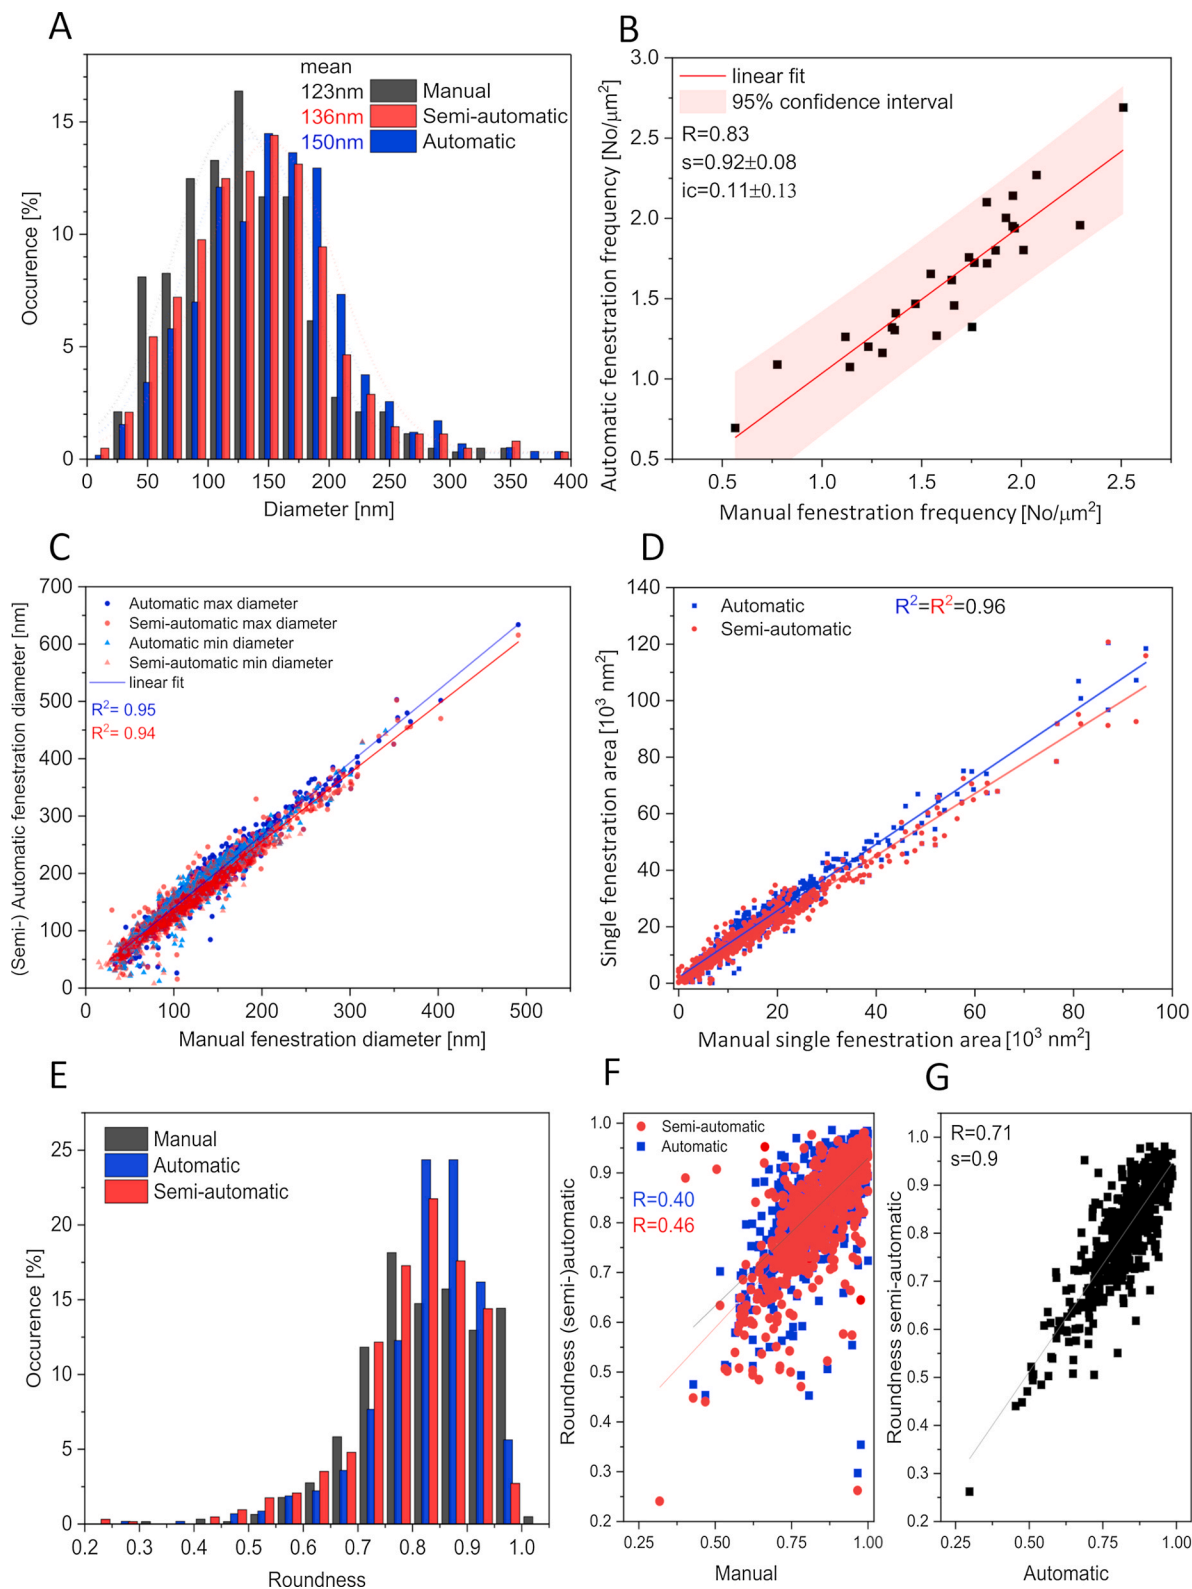 A
mean
123nm Manual
136nm Semi-automatic
150nm Automatic
Occurence [%]
15
10
5
0
0 50 100 150 200 250 300 350 400
Diameter [nm]
B
linear fit
95% confidence interval
R=0.83
s=0.92±0.08
ic=0.11±0.13
Automatic fenestration frequency [No/μm²]
3.0
2.5
2.0
1.5
1.0
0.5
0.5 1.0 1.5 2.0 2.5
Manual fenestration frequency [No/μm²]
C
Automatic max diameter
Semi-automatic max diameter
Automatic min diameter
Semi-automatic min diameter
linear fit
R²= 0.95
R²= 0.94
(Semi-) Automatic fenestration diameter [nm]
700
600
500
400
300
200
100
0
0 100 200 300 400 500
Manual fenestration diameter [nm]
D
Automatic
Semi-automatic
R²=R²=0.96
Single fenestration area [10³ nm²]
140
120
100
80
60
40
20
0
0 20 40 60 80 100
Manual single fenestration area [10³ nm²]
E
Manual
Automatic
Semi-automatic
Occurence [%]
25
20
15
10
5
0
0.2 0.3 0.4 0.5 0.6 0.7 0.8 0.9 1.0
Roundness
F
Semi-automatic
Automatic
R=0.40
R=0.46
Roundness (semi-)automatic
1.0
0.9
0.8
0.7
0.6
0.5
0.4
0.3
0.2
0.25 0.50 0.75 1.00
Manual
G
R=0.71
s=0.9
Roundness semi-automatic
1.0
0.9
0.8
0.7
0.6
0.5
0.4
0.3
0.2
0.25 0.50 0.75 1.00
Automatic